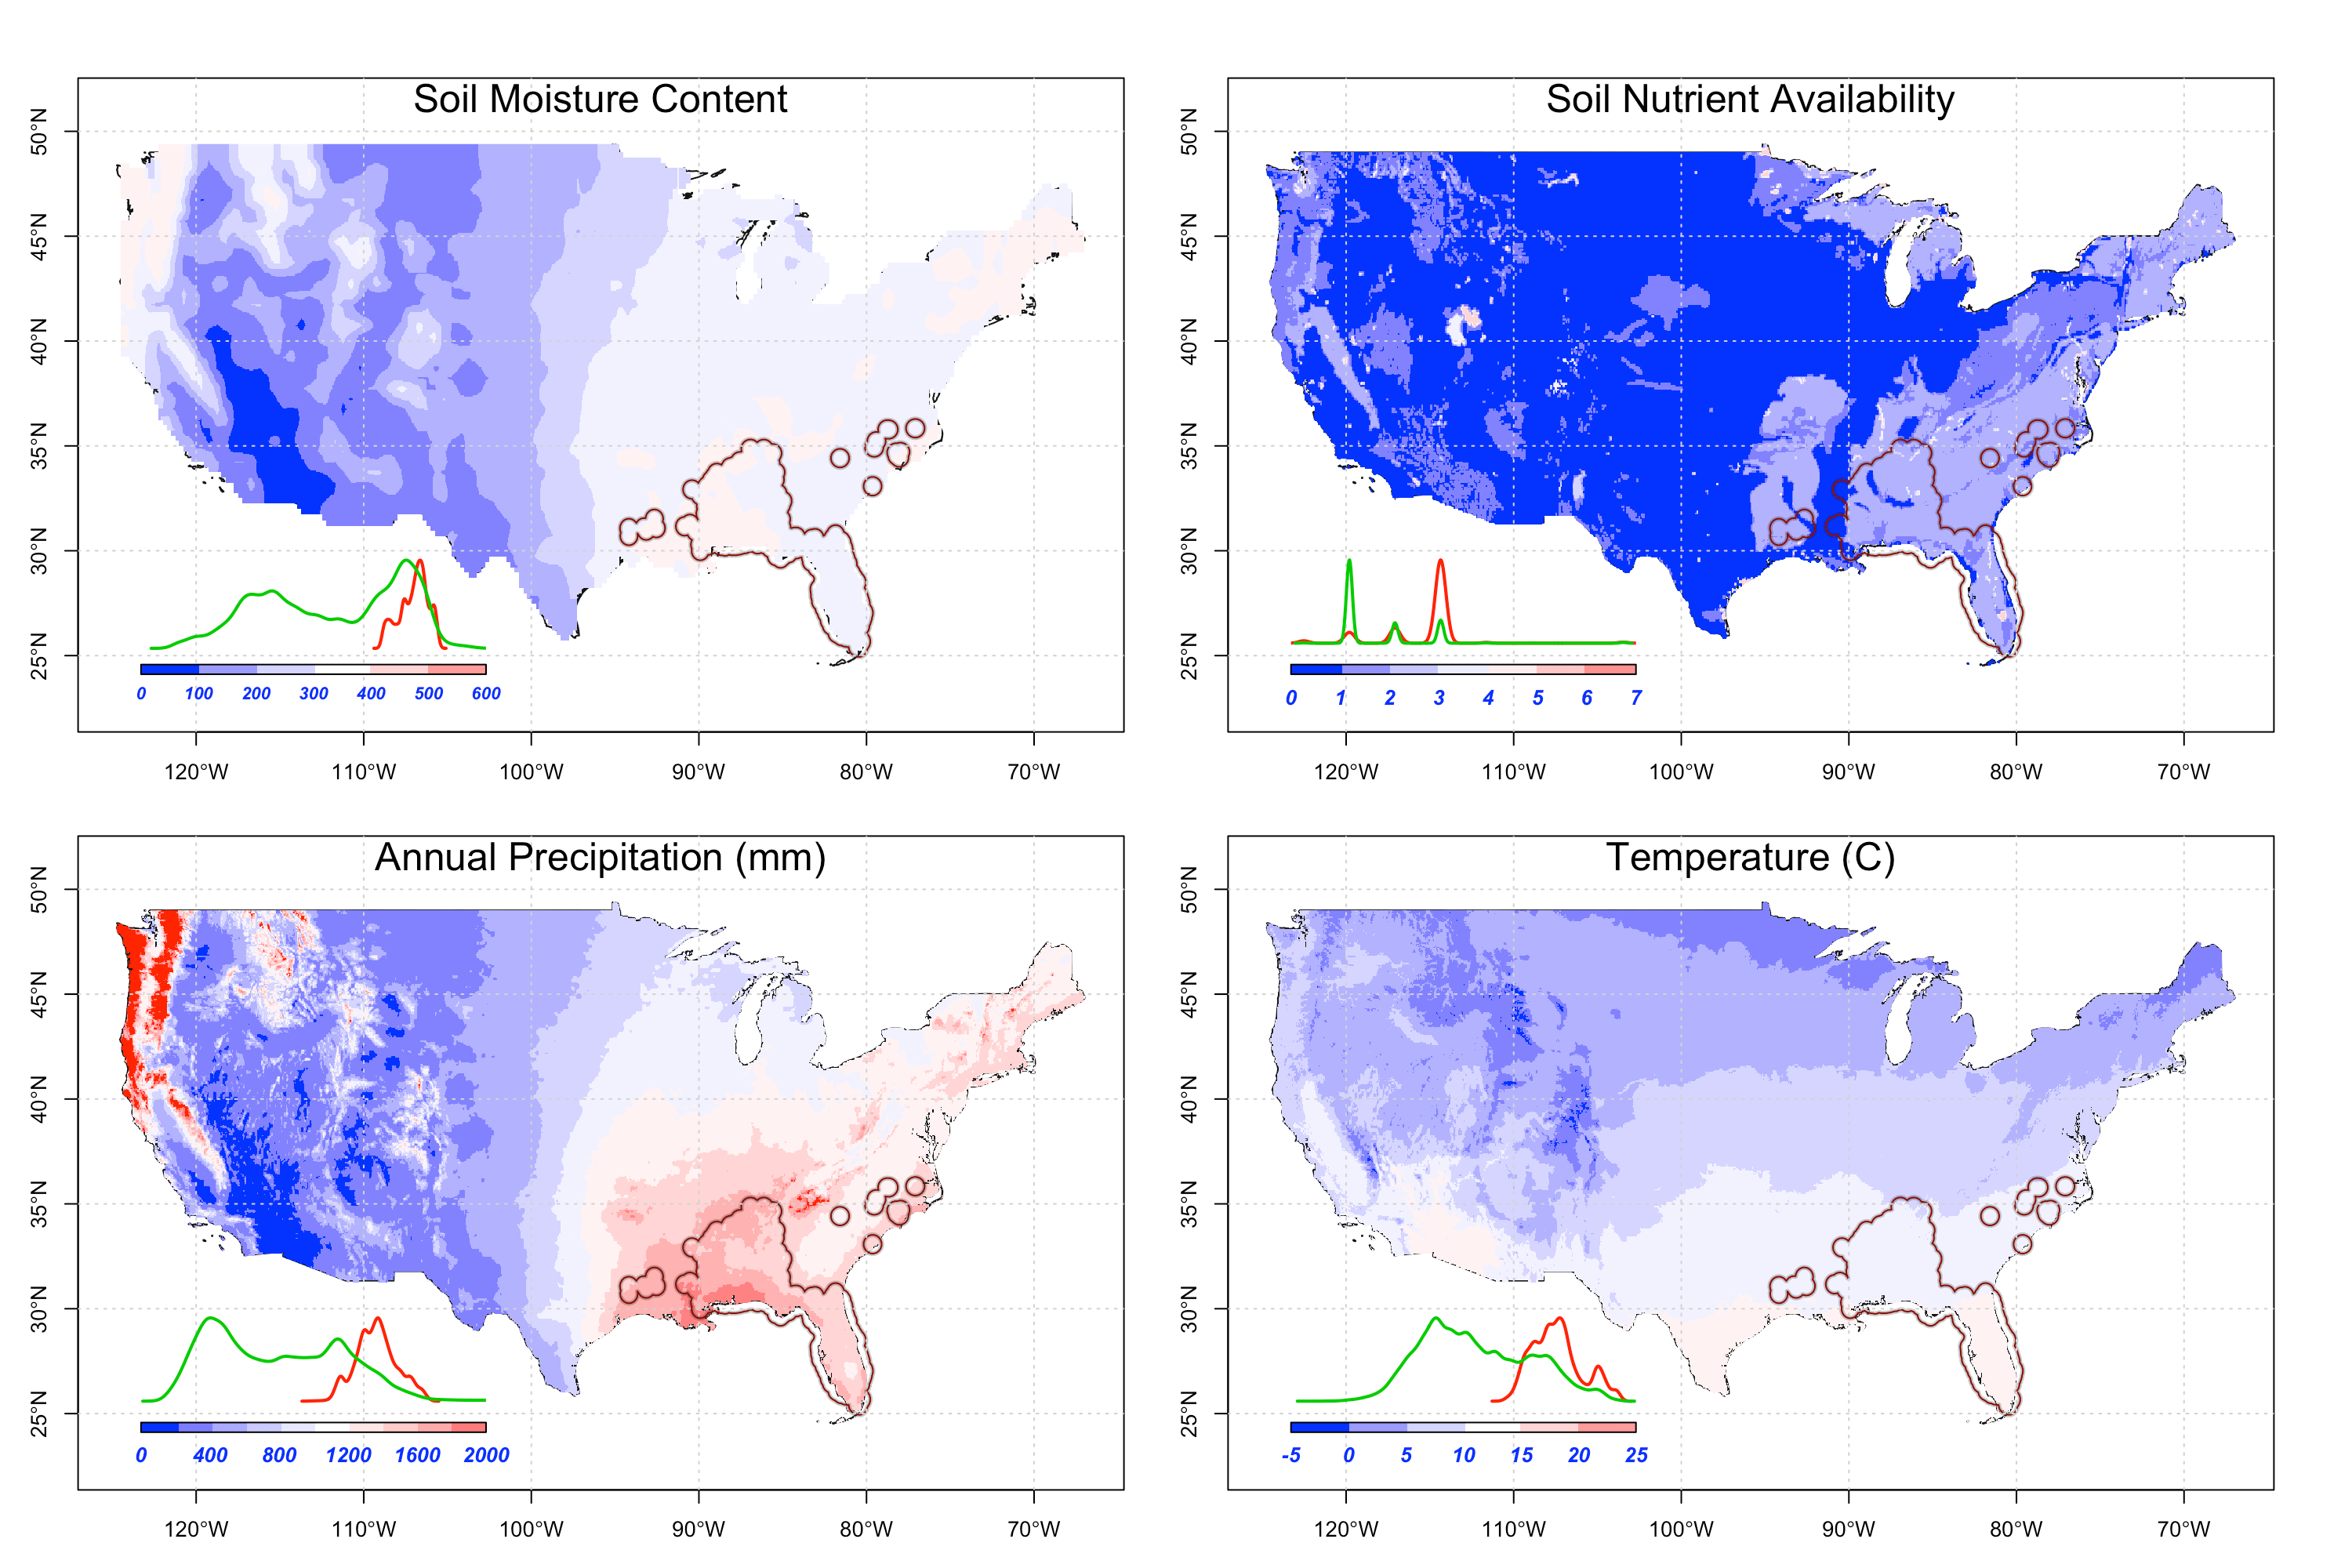 Soil Moisture Content
50°N
45°N
40°N
35°N
30°N
25°N
0 100 200 300 400 500 600
120°W 110°W 100°W 90°W 80°W 70°W
Soil Nutrient Availability
50°N
45°N
40°N
35°N
30°N
25°N
0 1 2 3 4 5 6 7
120°W 110°W 100°W 90°W 80°W 70°W
Annual Precipitation (mm)
50°N
45°N
40°N
35°N
30°N
25°N
0 400 800 1200 1600 2000
120°W 110°W 100°W 90°W 80°W 70°W
Temperature (C)
50°N
45°N
40°N
35°N
30°N
25°N
-5 0 5 10 15 20 25
120°W 110°W 100°W 90°W 80°W 70°W